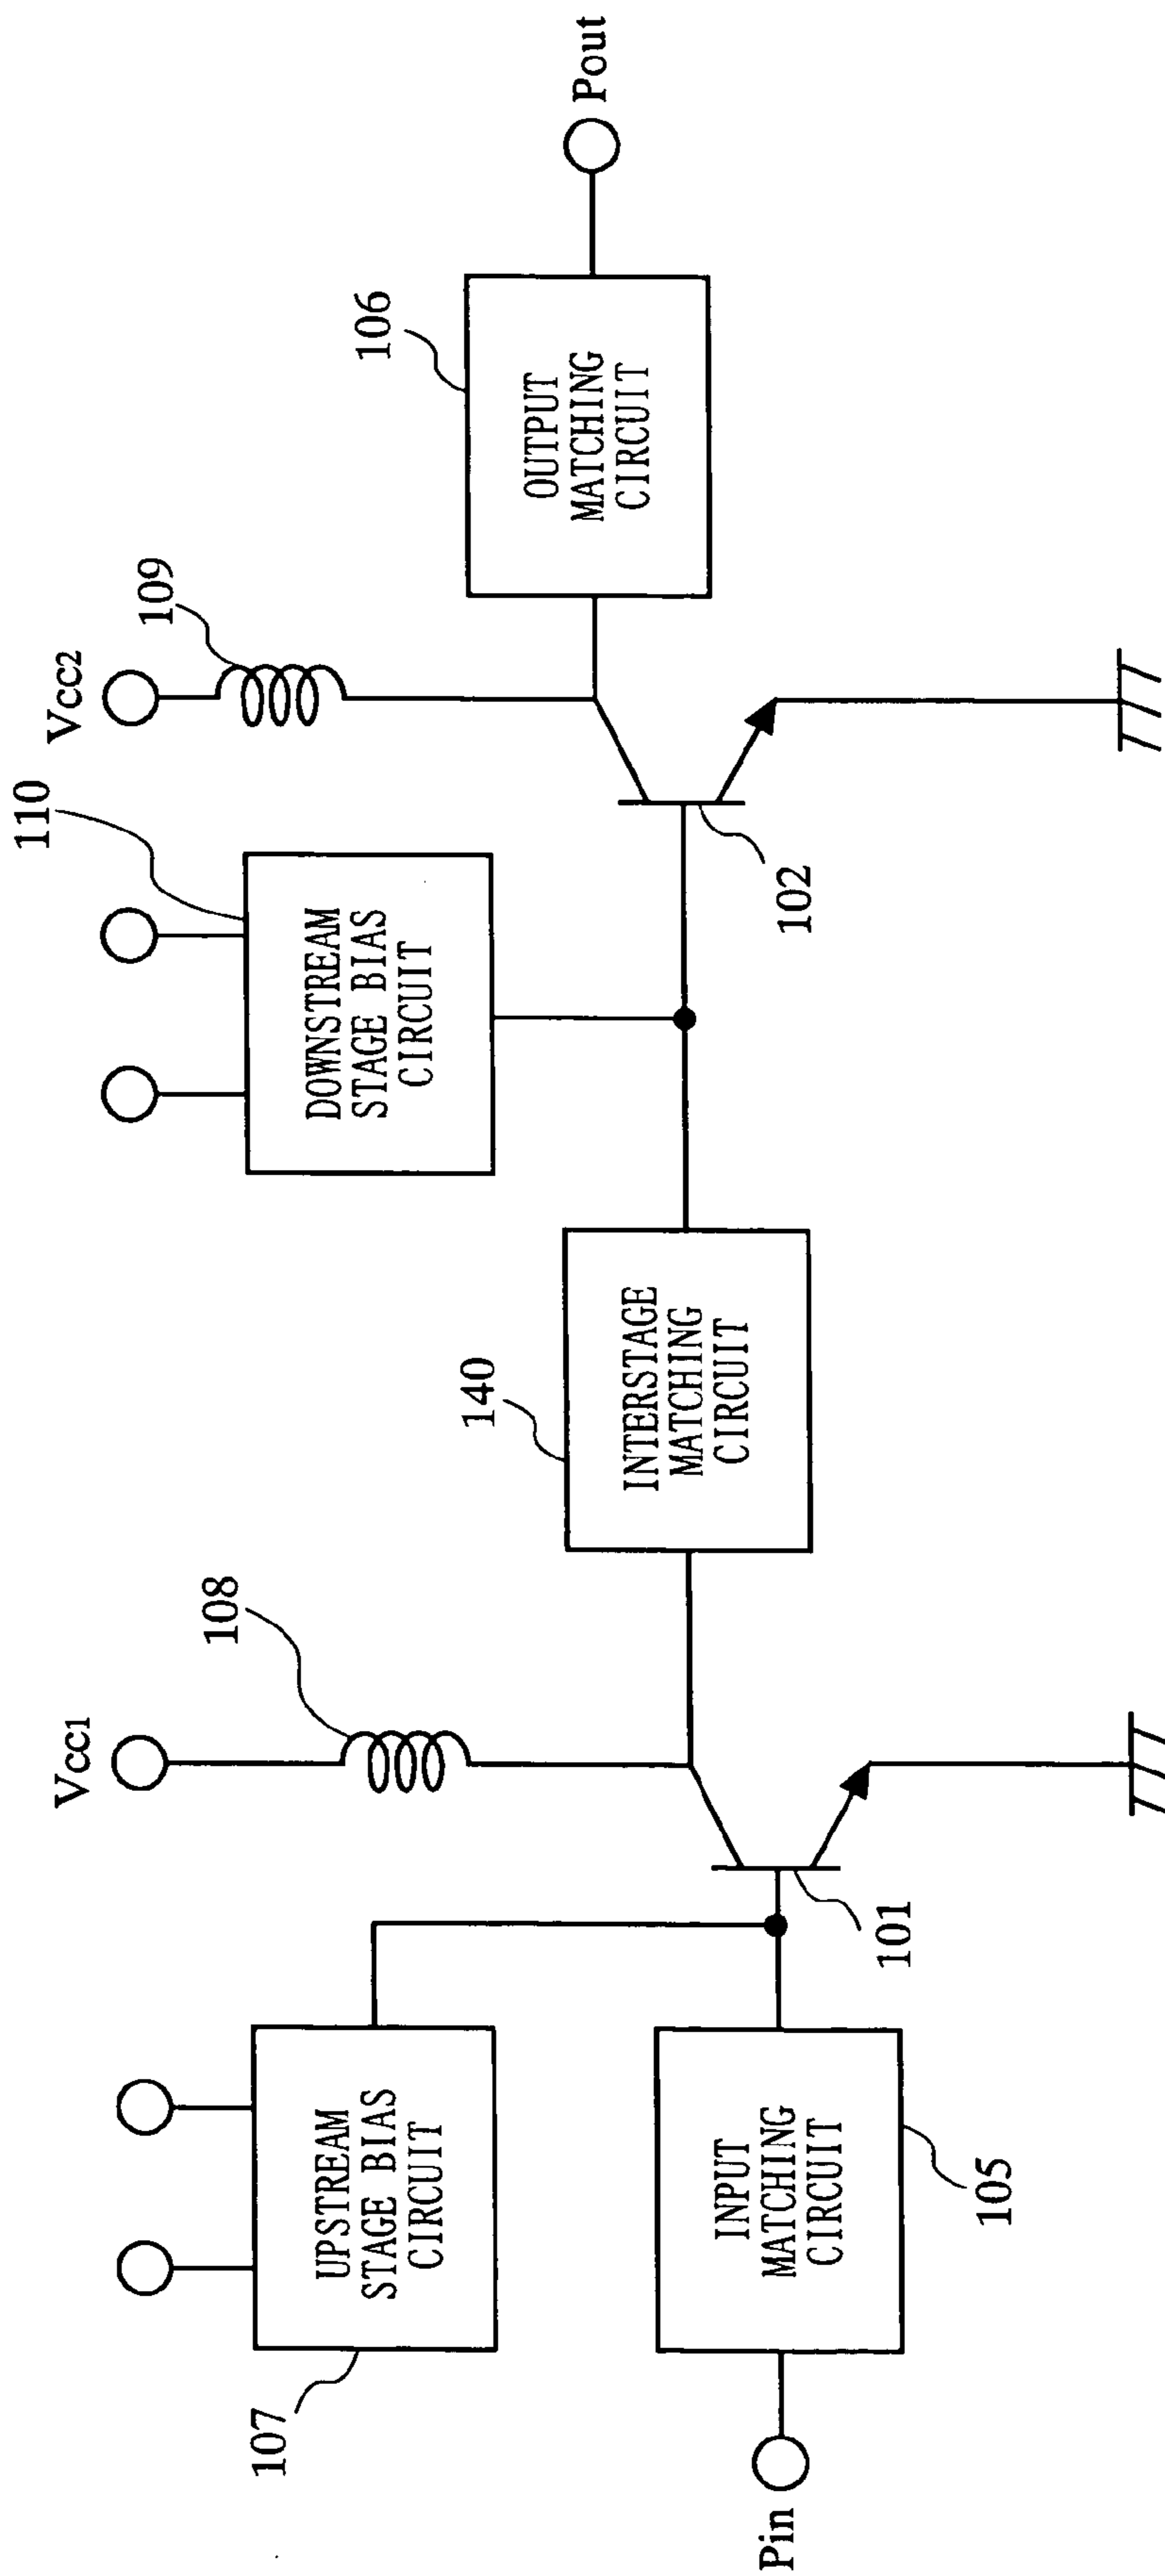 Vcc1
Vcc2
108
109
110
107
UPSTREAM
STAGE BIAS
CIRCUIT
DOWNSTREAM
STAGE BIAS
CIRCUIT
106
OUTPUT
MATCHING
CIRCUIT
Pout
140
INTERSTAGE
MATCHING
CIRCUIT
102
Pin
INPUT
MATCHING
CIRCUIT
101
105